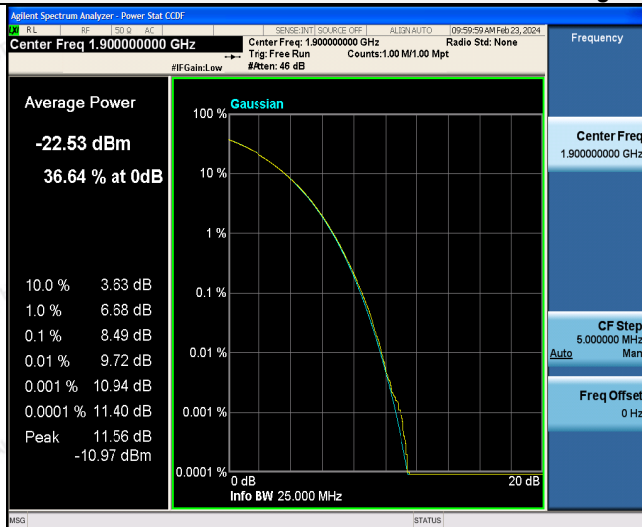 Agilent Spectrum Analyzer - Power Stat CCDF
RL RF 50 Ω AC SENSE:INT SOURCE OFF ALIGN AUTO 09:59:59 AM Feb 23, 2024
Center Freq 1.900000000 GHz
Center Freq: 1.900000000 GHz Radio Std: None
Trig: Free Run Counts:1.00 M/1.00 Mpt
#IFGain:Low #Atten: 46 dB
Frequency
Average Power
-22.53 dBm
36.64 % at 0dB
10.0 % 3.83 dB
1.0 % 6.88 dB
0.1 % 8.49 dB
0.01 % 9.72 dB
0.001 % 10.94 dB
0.0001 % 11.40 dB
Peak 11.56 dB
-10.97 dBm
Gaussian
100 %
10 %
1 %
0.1 %
0.01 %
0.001 %
0.0001 %
0 dB 20 dB
Info BW 25.000 MHz
Center Freq
1.900000000 GHz
CF Step
5.000000 MHz
Auto Man
Freq Offset
0 Hz
MSG STATUS